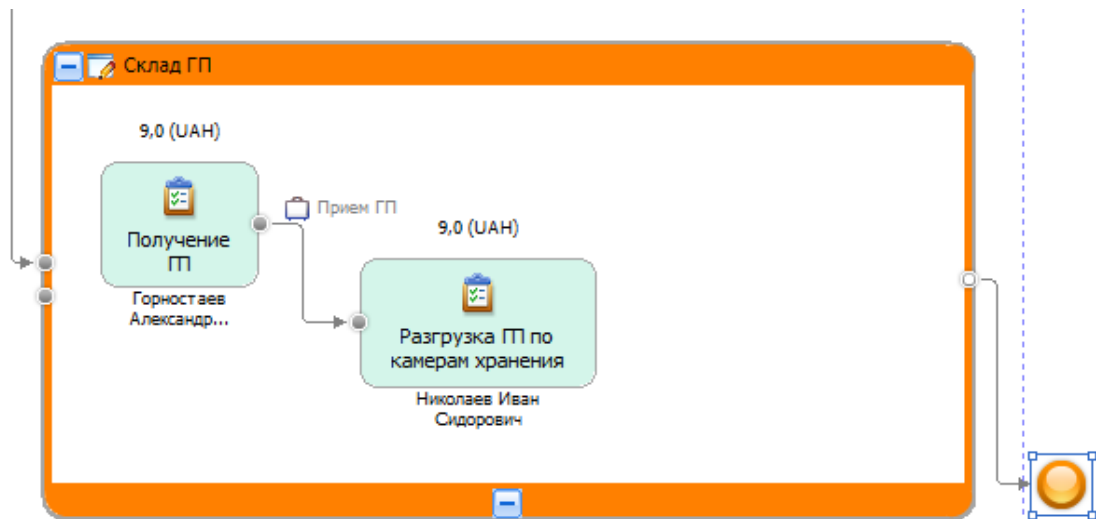 Склад ГП
9,0 (UAH)
Получение
ГП
Горностаев
Александр...
Прием ГП
9,0 (UAH)
Разгрузка ГП по
камерам хранения
Николаев Иван
Сидорович